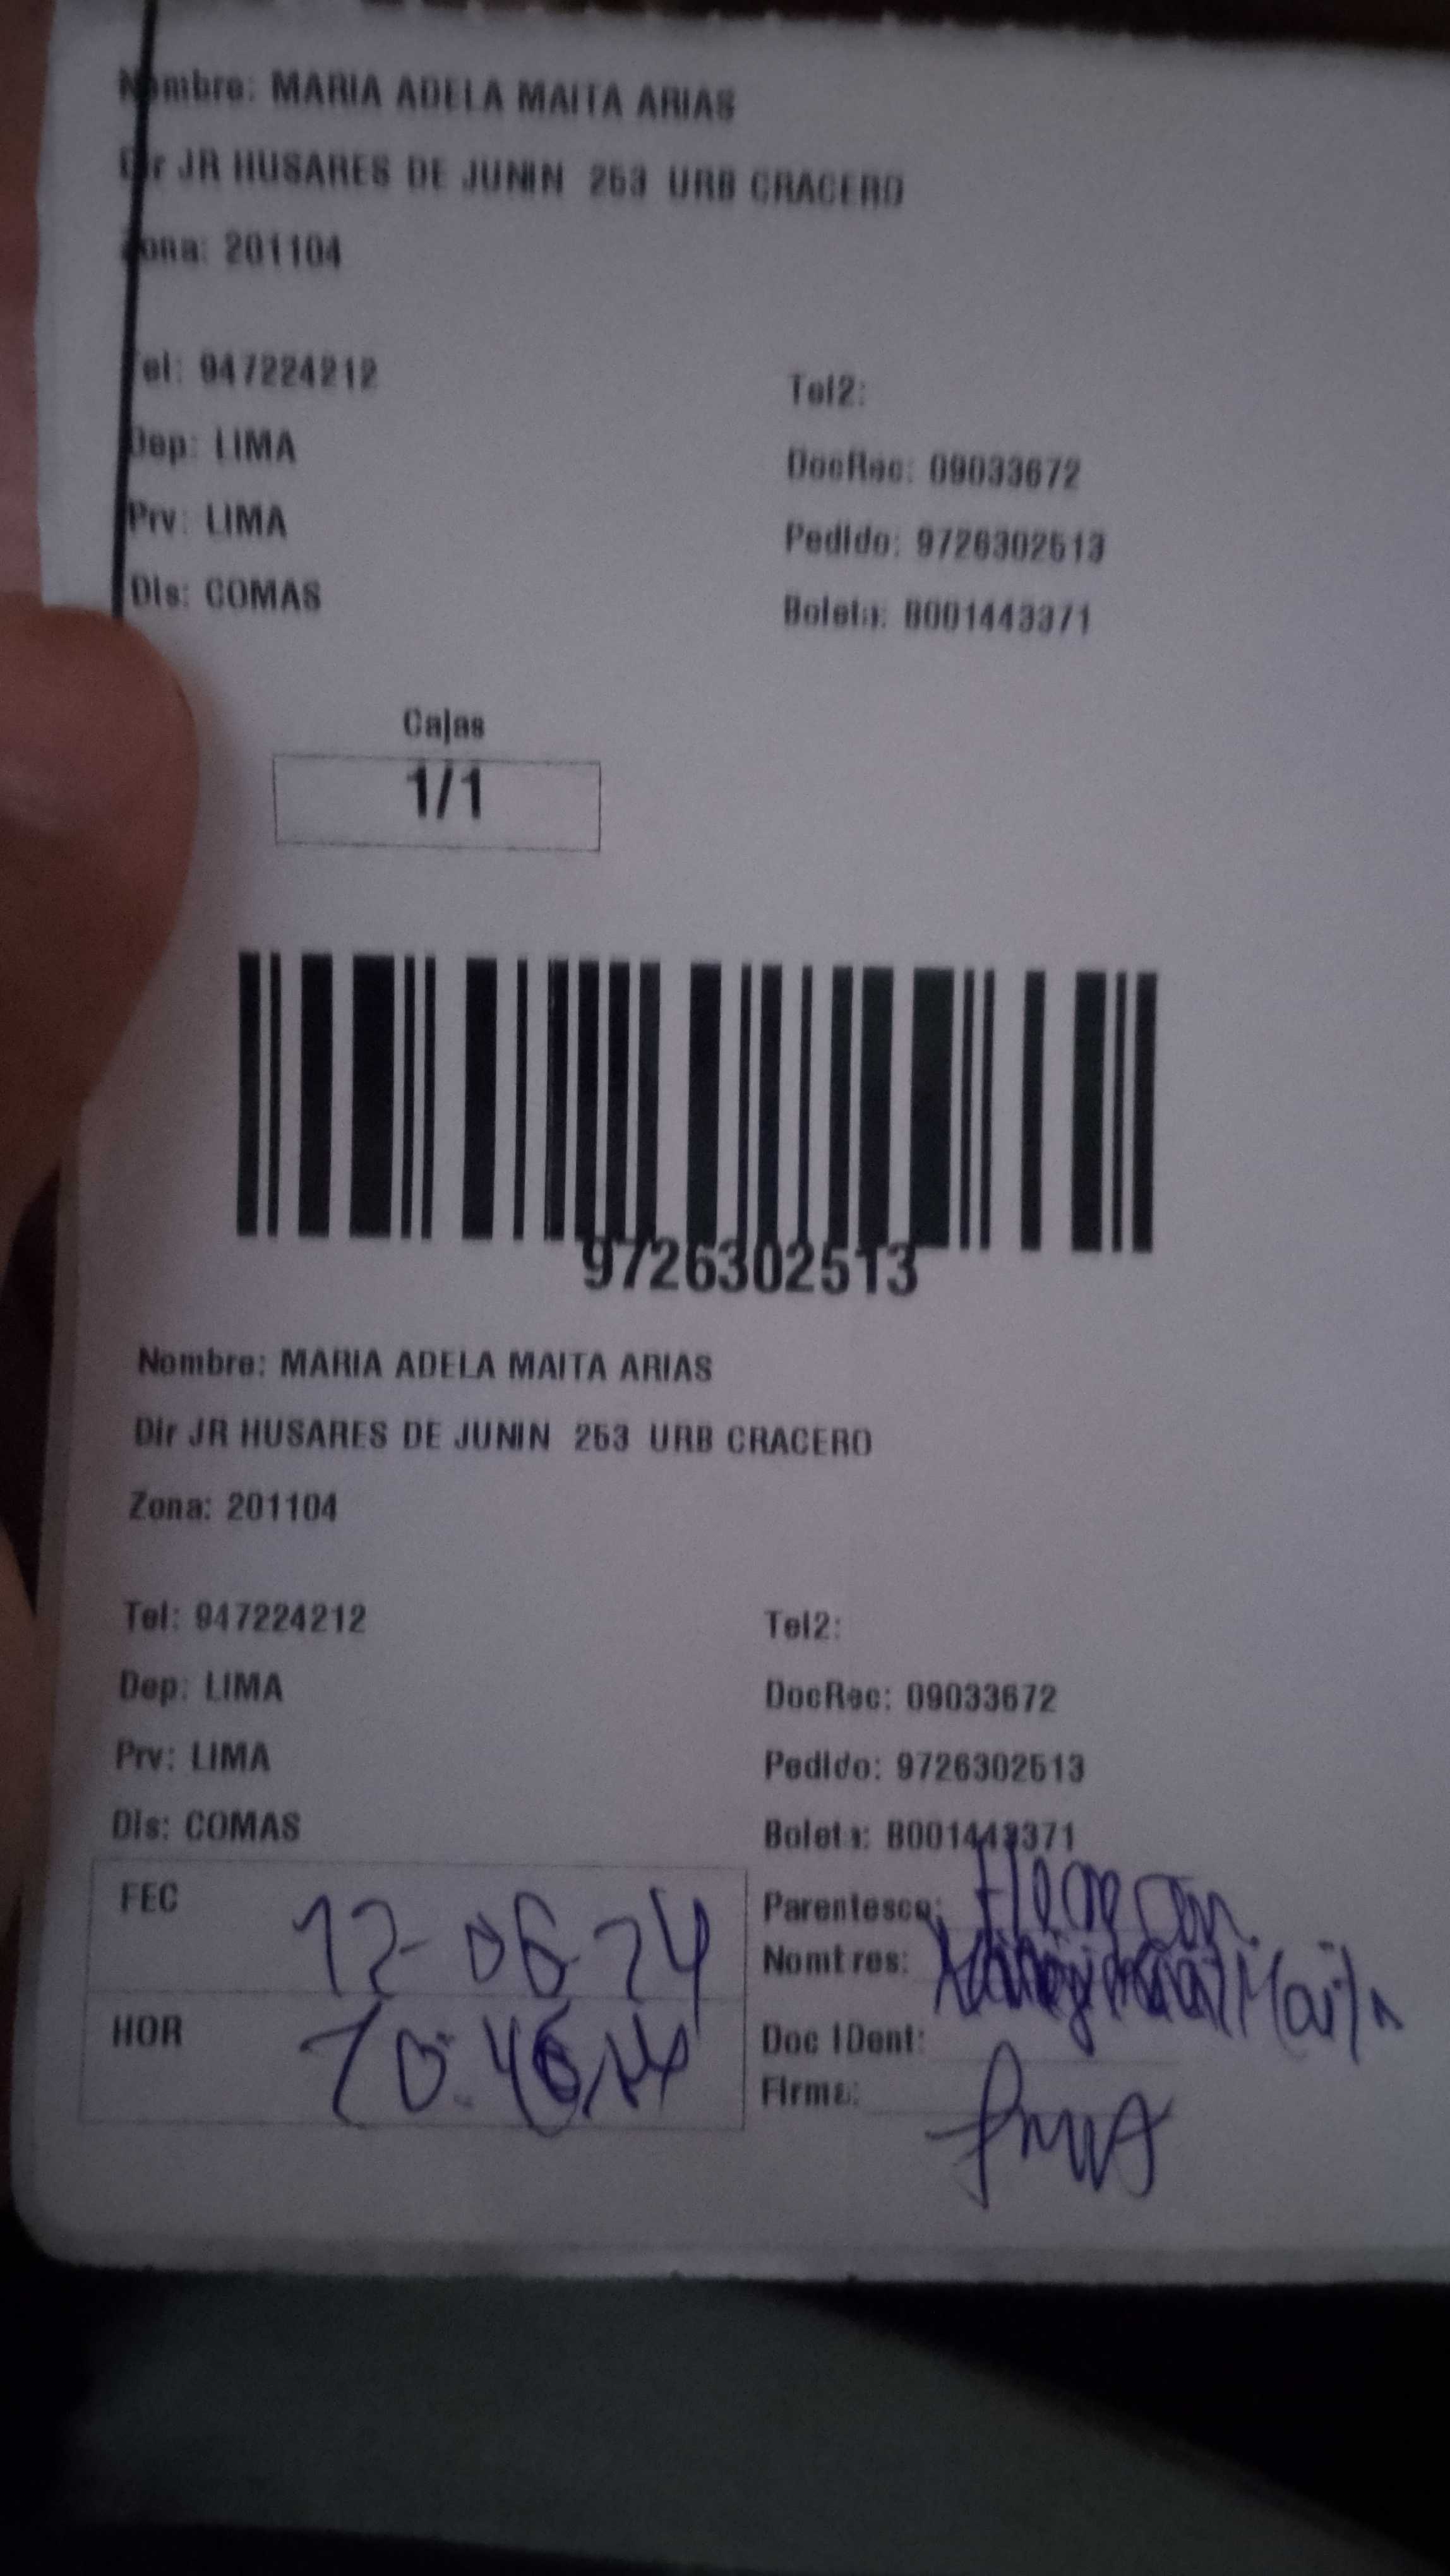 Nombre: MARIA ADELA MAITA ARIAS
Dir JR HUSARES DE JUNIN 253 URB CRACERO
Zona: 201104
Tel: 947224212 Tel2:
Dep: LIMA DocRec: 09033672
Prv: LIMA Pedido: 9726302513
Dis: COMAS Boleta: B001443371
Cajas
1/1
9726302513
Nombre: MARIA ADELA MAITA ARIAS
Dir JR HUSARES DE JUNIN 253 URB CRACERO
Zona: 201104
Tel: 947224212 Tel2:
Dep: LIMA DocRec: 09033672
Prv: LIMA Pedido: 9726302513
Dis: COMAS Boleta: B001443371
FEC 12-06-24
HOR
Parentesco:
Nombres: Maita
Doc IDent:
Firma: